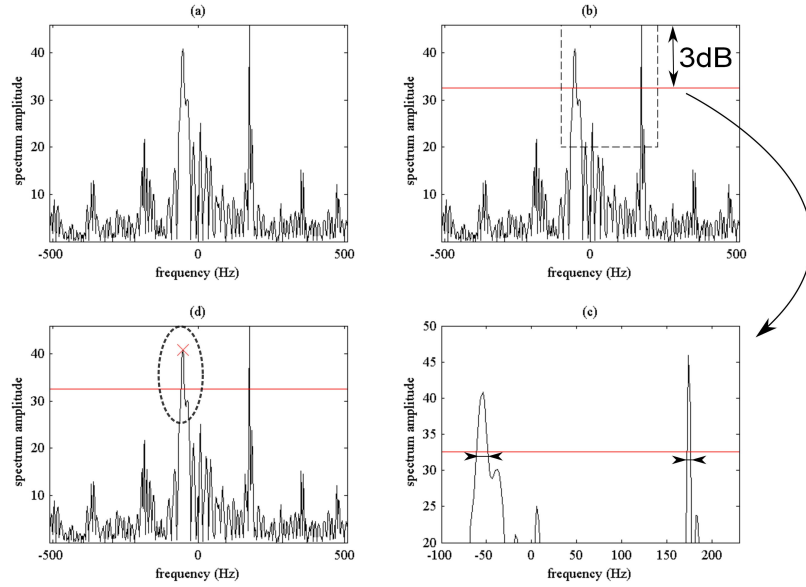 (a)
spectrum amplitude
40
30
20
10
-500
0
500
frequency (Hz)
(b)
spectrum amplitude
40
30
20
10
-500
0
500
frequency (Hz)
3dB
(d)
spectrum amplitude
40
30
20
10
-500
0
500
frequency (Hz)
(c)
spectrum amplitude
50
45
40
35
30
25
20
-100
-50
0
50
100
150
200
frequency (Hz)